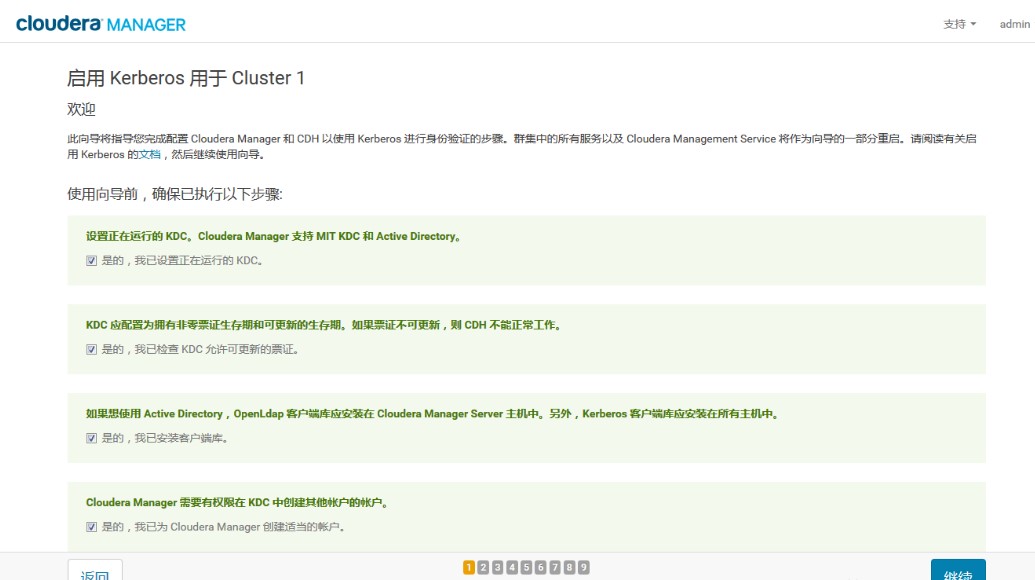 cloudera MANAGER
支持 admin
启用 Kerberos 用于 Cluster 1
欢迎
此向导将指导您完成配置 Cloudera Manager 和 CDH 以使用 Kerberos 进行身份验证的步骤。群集中的所有服务以及 Cloudera Management Service 将作为向导的一部分重启。请阅读有关启
用 Kerberos 的文档，然后继续使用向导。
使用向导前，确保已执行以下步骤:
设置正在运行的 KDC。Cloudera Manager 支持 MIT KDC 和 Active Directory。
是的，我已设置正在运行的 KDC。
KDC 应配置为拥有非零票证生存期和可更新的生存期。如果票证不可更新，则 CDH 不能正常工作。
是的，我已检查 KDC 允许可更新的票证。
如果想使用 Active Directory，OpenLdap 客户端库应安装在 Cloudera Manager Server 主机中。另外，Kerberos 客户端库应安装在所有主机中。
是的，我已安装客户端库。
Cloudera Manager 需要有权限在 KDC 中创建其他帐户的帐户。
是的，我已为 Cloudera Manager 创建适当的帐户。
返回 1 2 3 4 5 6 7 8 9 继续